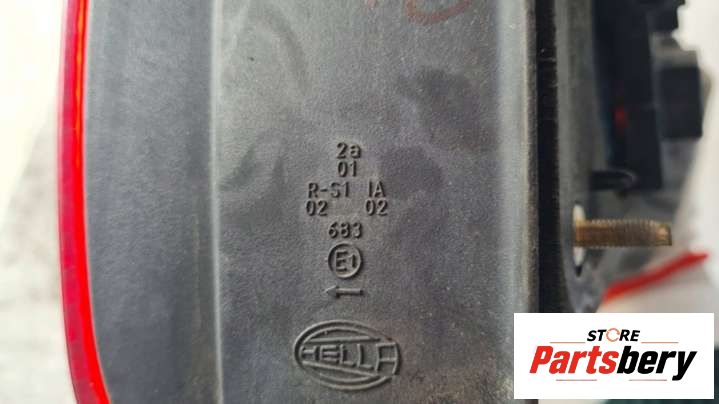 2a
01
R-S1 IA
02 02
683
E1
←
HELLA
STORE
Partsbery